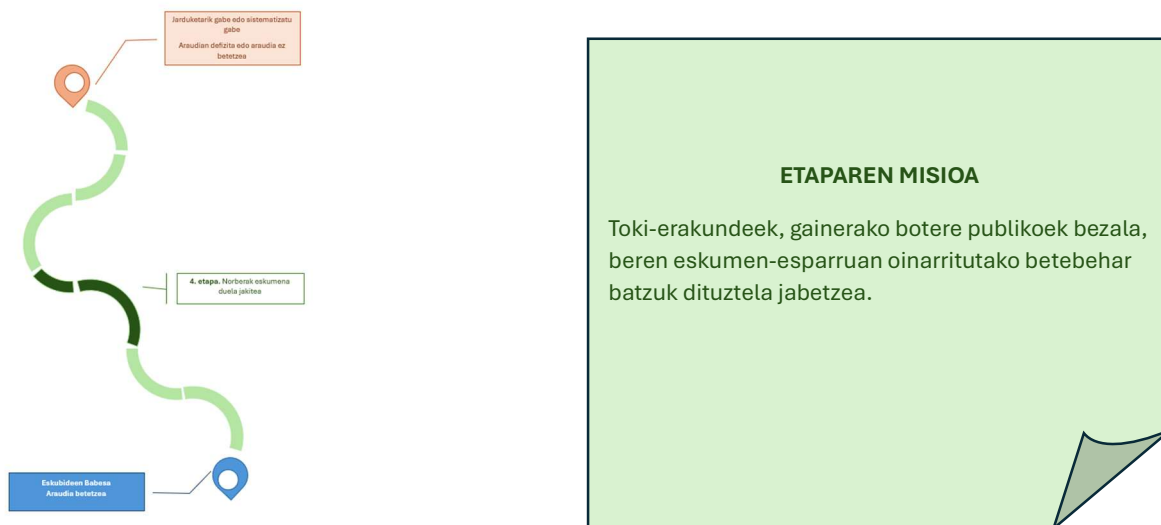 Jarduketarik gabe edo sistematizatu
gabe
Araudian defizita edo araudia ez
betetzea
4. etapa. Norberak eskumena
duela jakitea
Eskubideen Babesa
Araudia betetzea
ETAPAREN MISIOA
Toki-erakundeek, gainerako botere publikoek bezala,
beren eskumen-esparruan oinarritutako betebehar
batzuk dituztela jabetzea.